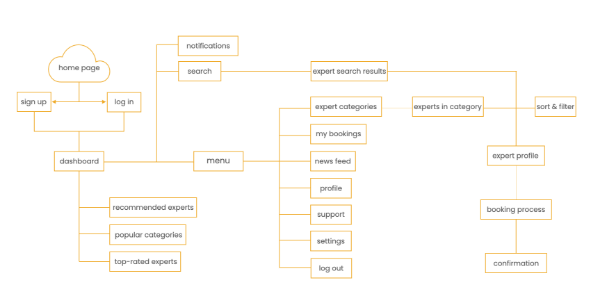 notifications
home page
search
expert search results
sign up
log in
expert categories
experts in category
sort & filter
my bookings
dashboard
menu
news feed
expert profile
profile
recommended experts
support
booking process
popular categories
settings
top-rated experts
log out
confirmation